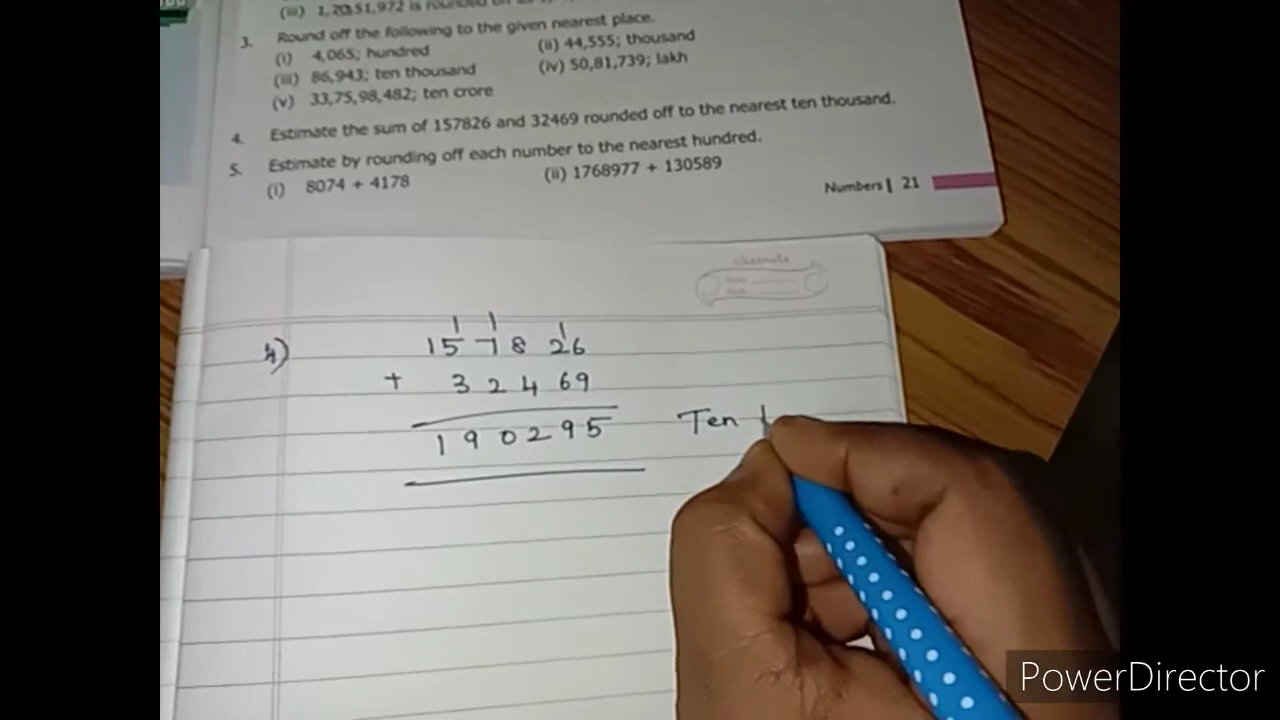 (iii) 1,20,51,972 is rounded off as
3. Round off the following to the given nearest place.
(i) 4,065; hundred (ii) 44,555; thousand
(iii) 86,943; ten thousand (iv) 50,81,739; lakh
(v) 33,75,98,482; ten crore
4. Estimate the sum of 157826 and 32469 rounded off to the nearest ten thousand.
5. Estimate by rounding off each number to the nearest hundred.
(i) 8074 + 4178 (ii) 1768977 + 130589
Numbers | 21
classmate
1 1 1
4) 157826
+ 32469
190295 Ten
PowerDirector